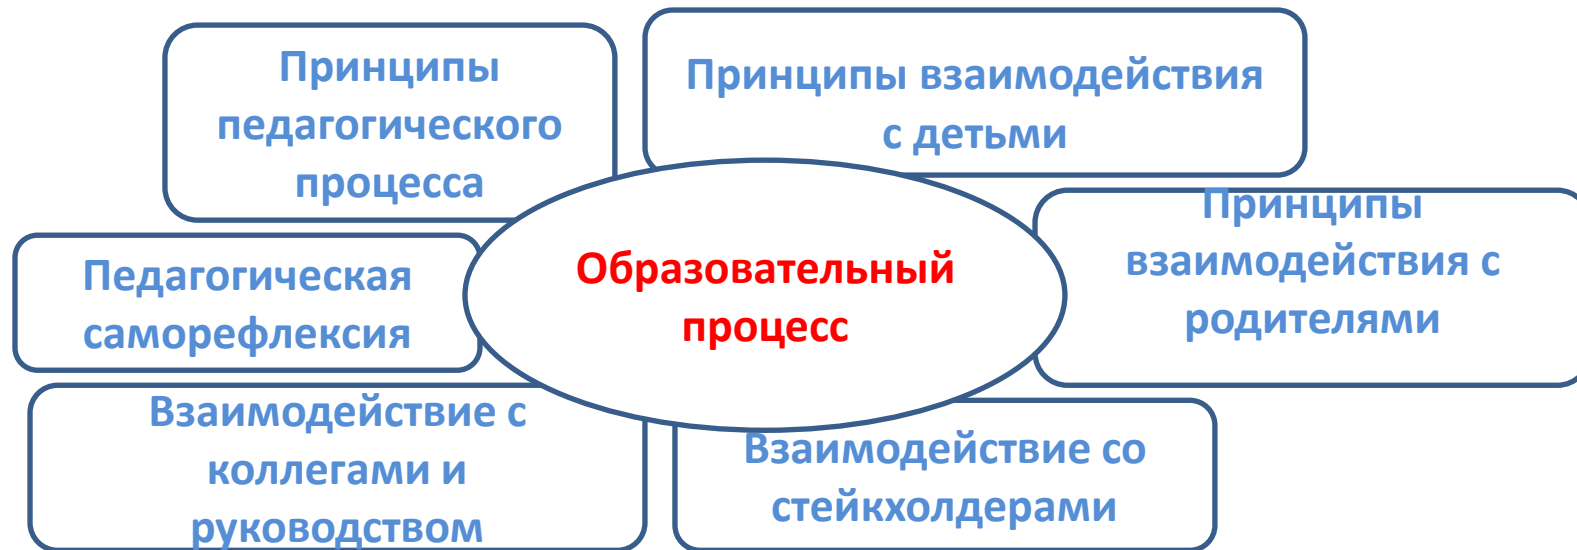 Принципы
педагогического
процесса
Принципы взаимодействия
с детьми
Принципы
взаимодействия с
родителями
Образовательный
процесс
Педагогическая
саморефлексия
Взаимодействие с
коллегами и
руководством
Взаимодействие со
стейкхолдерами